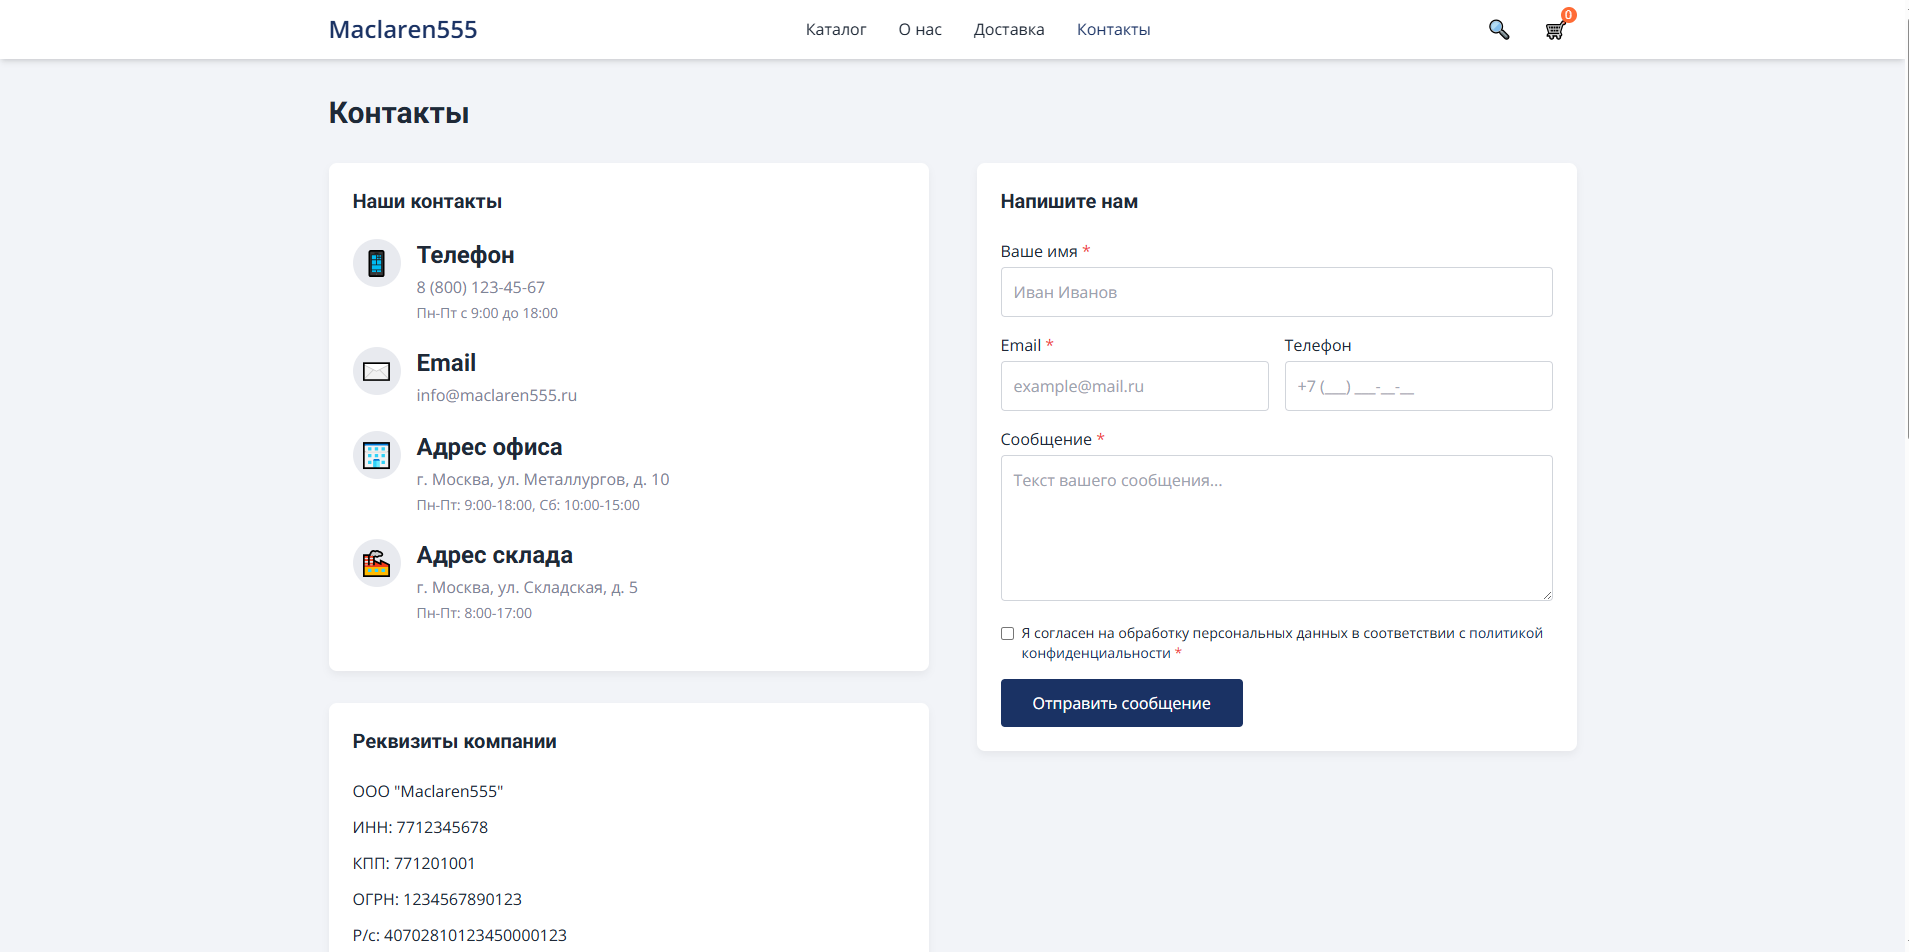 Maclaren555
Каталог О нас Доставка Контакты
0
Контакты
Наши контакты
Телефон
8 (800) 123-45-67
Пн-Пт с 9:00 до 18:00
Email
info@maclaren555.ru
Адрес офиса
г. Москва, ул. Металлургов, д. 10
Пн-Пт: 9:00-18:00, Сб: 10:00-15:00
Адрес склада
г. Москва, ул. Складская, д. 5
Пн-Пт: 8:00-17:00
Реквизиты компании
ООО "Maclaren555"
ИНН: 7712345678
КПП: 771201001
ОГРН: 1234567890123
Р/с: 40702810123450000123
Напишите нам
Ваше имя *
Иван Иванов
Email *
example@mail.ru
Телефон
+7 (___) ___-__-__
Сообщение *
Текст вашего сообщения...
Я согласен на обработку персональных данных в соответствии с политикой
конфиденциальности *
Отправить сообщение